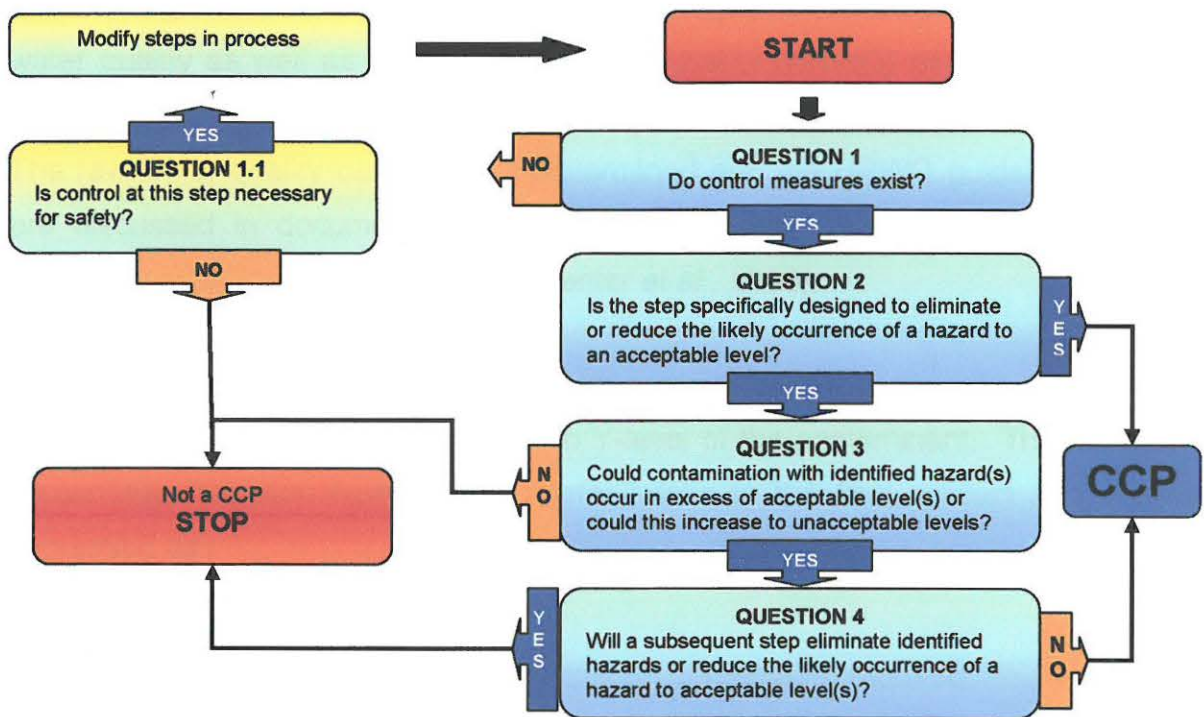 Modify steps in process
START
YES
QUESTION 1.1
Is control at this step necessary
for safety?
NO
NO
QUESTION 1
Do control measures exist?
YES
QUESTION 2
Is the step specifically designed to eliminate
or reduce the likely occurrence of a hazard to
an acceptable level?
YES
YES
QUESTION 3
Could contamination with identified hazard(s)
occur in excess of acceptable level(s) or
could this increase to unacceptable levels?
NO
YES
Not a CCP
STOP
CCP
QUESTION 4
Will a subsequent step eliminate identified
hazards or reduce the likely occurrence of a
hazard to acceptable level(s)?
YES
NO